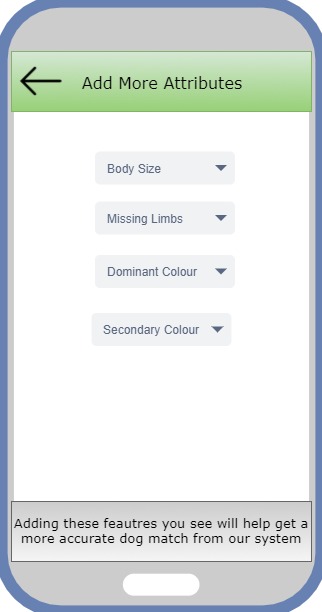 Add More Attributes
Body Size
Missing Limbs
Dominant Colour
Secondary Colour
Adding these feautres you see will help get a
more accurate dog match from our system